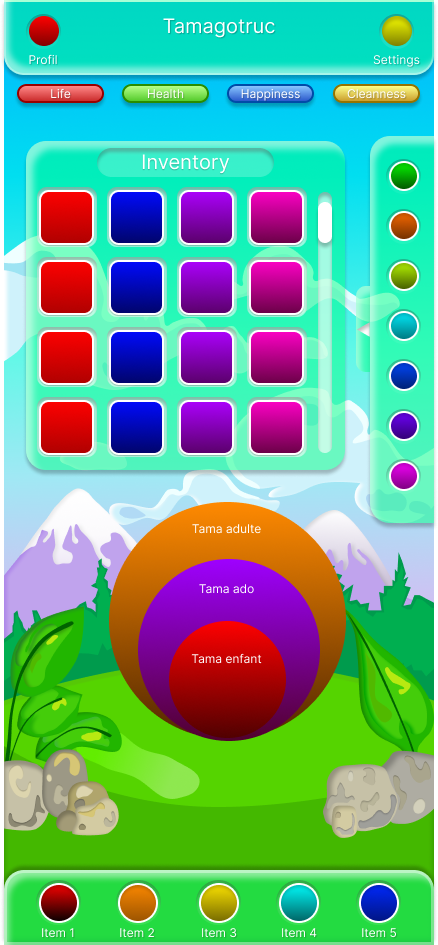 Tamagotruc
Profil
Settings
Life
Health
Happiness
Cleanness
Inventory
Tama adulte
Tama ado
Tama enfant
Item 1
Item 2
Item 3
Item 4
Item 5